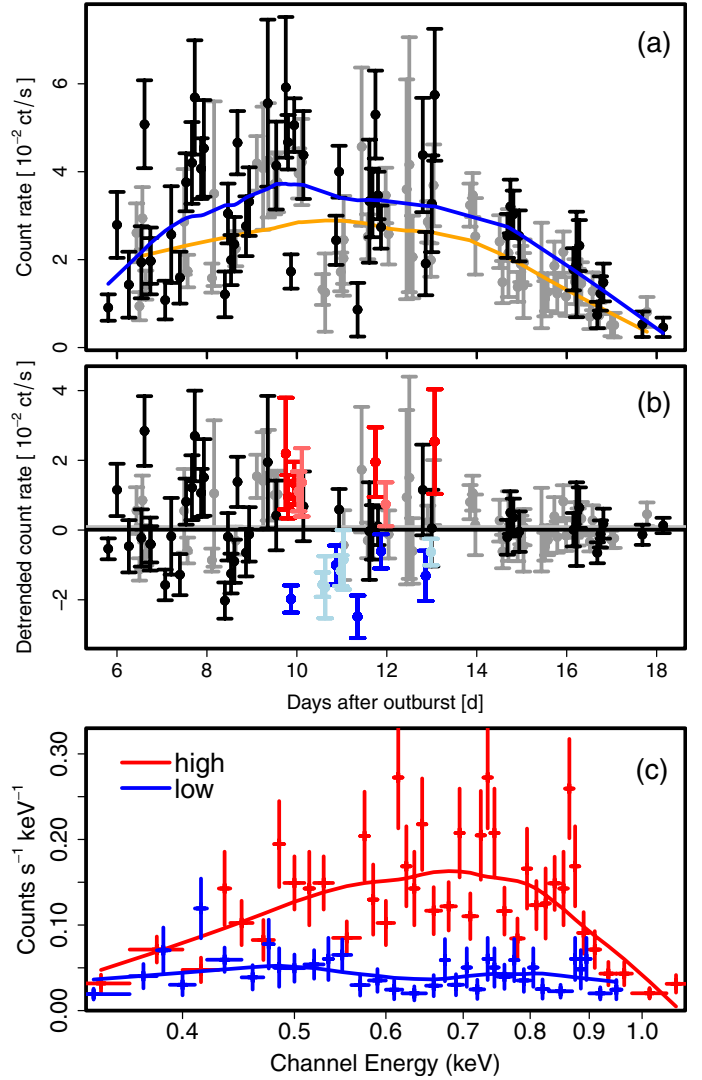 (a)
Count rate [ 10⁻² ct / s ]
6
4
2
0
(b)
Detrended count rate [ 10⁻² ct / s ]
4
2
0
−2
6 8 10 12 14 16 18
Days after outburst [d]
(c)
high
low
Counts s⁻¹ keV⁻¹
0.30
0.20
0.10
0.00
0.4 0.5 0.6 0.7 0.8 0.9 1.0
Channel Energy (keV)